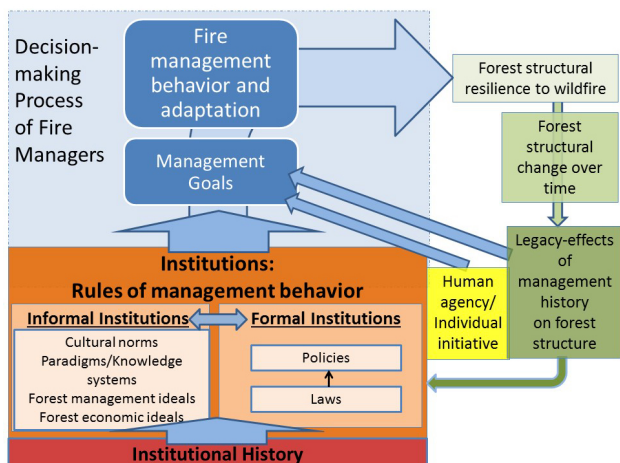 Decision-
making
Process
of Fire
Managers
Fire
management
behavior and
adaptation
Management
Goals
Forest structural
resilience to wildfire
Forest
structural
change over
time
Legacy-effects
of
management
history
on forest
structure
Human
agency/
Individual
initiative
Institutions:
Rules of management behavior
Informal Institutions
Cultural norms
Paradigms/Knowledge
systems
Forest management ideals
Forest economic ideals
Formal Institutions
Policies
Laws
Institutional History